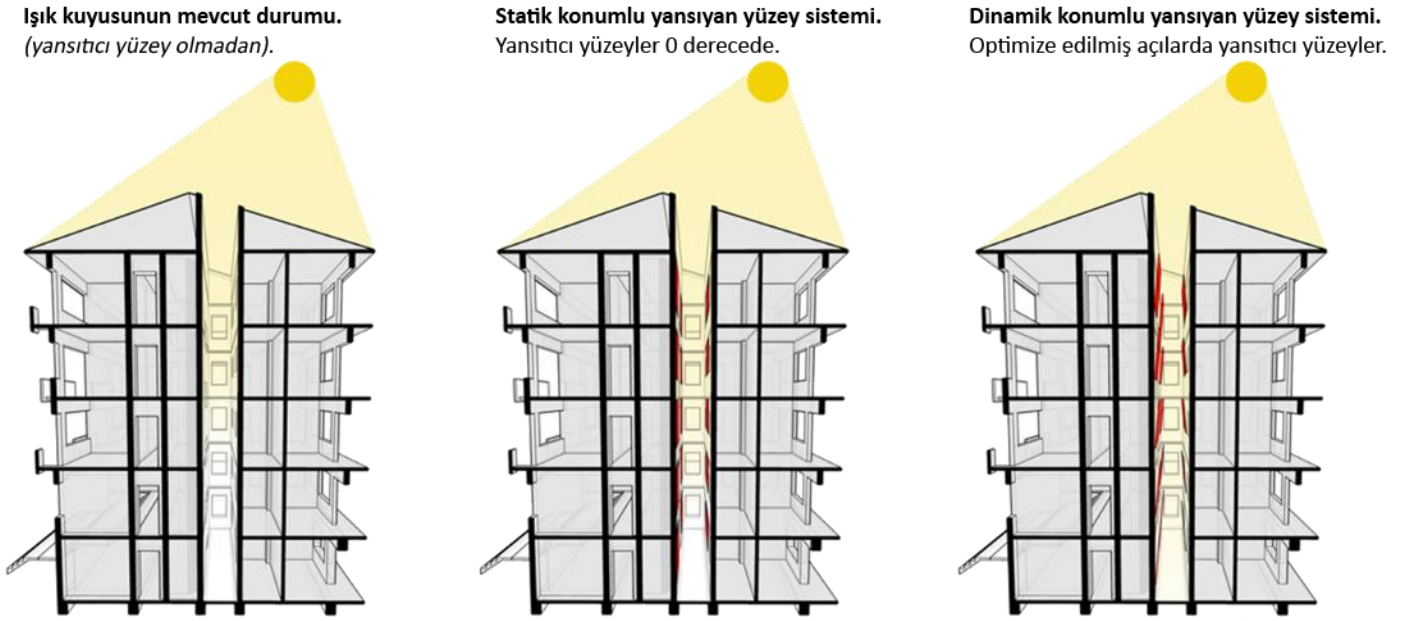 Işık kuyusunun mevcut durumu.
(yansıtıcı yüzey olmadan).
Statik konumlu yansıyan yüzey sistemi.
Yansıtıcı yüzeyler 0 derecede.
Dinamik konumlu yansıyan yüzey sistemi.
Optimize edilmiş açılarda yansıtıcı yüzeyler.